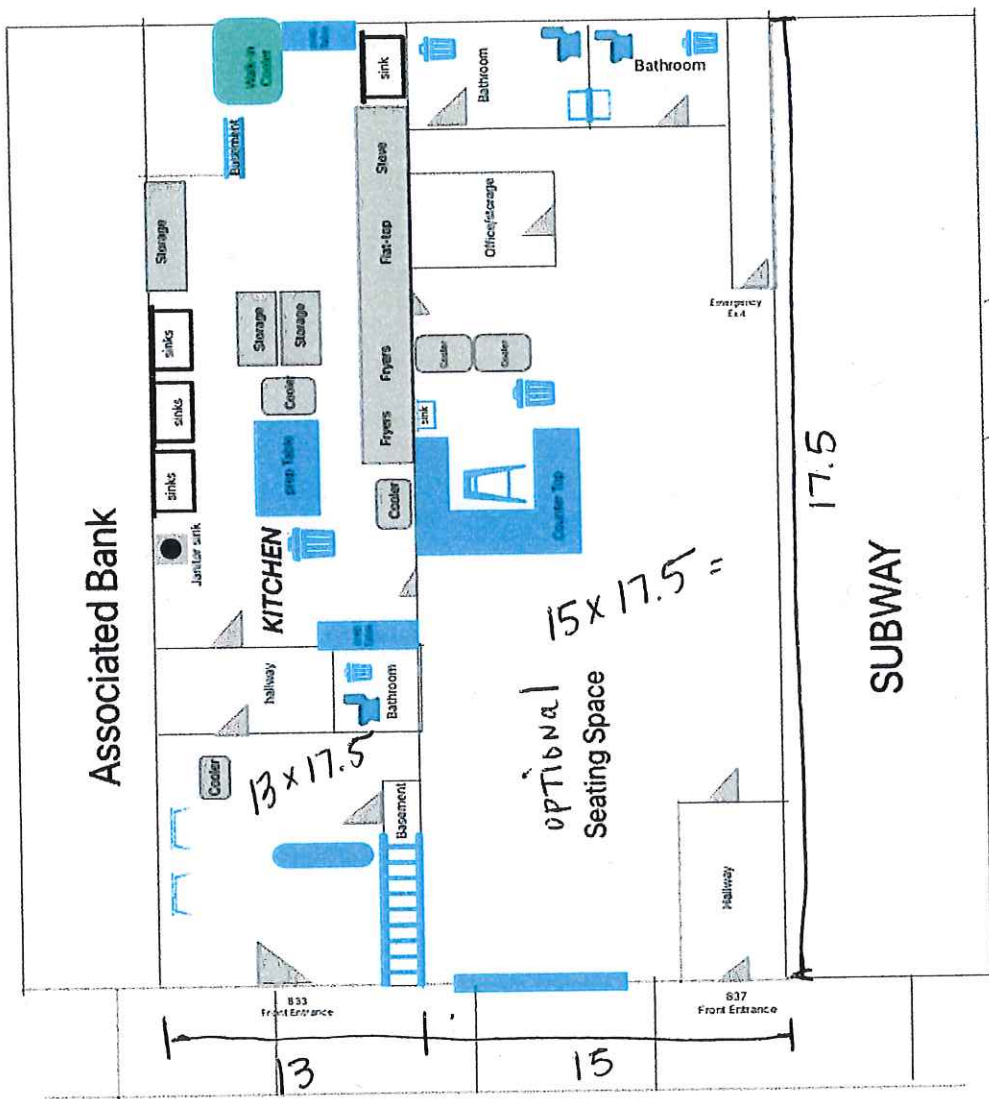 Associated Bank
Walk-in
Cooler
sink
Bathroom
Bathroom
Basement
Storage
Stove
Flat-top
Fryers
Fryers
Office/storage
Emergency
Exit
sinks
sinks
sinks
Storage
Storage
Cooler
Cooler
Cooler
sink
prep Table
Cooler
Counter Top
Janitor sink
KITCHEN
hallway
Bathroom
Cooler
13 x 17.5
Basement
15 x 17.5 =
OPTIONAl
Seating Space
Hallway
17.5
SUBWAY
833
Front Entrance
837
Front Entrance
13
15